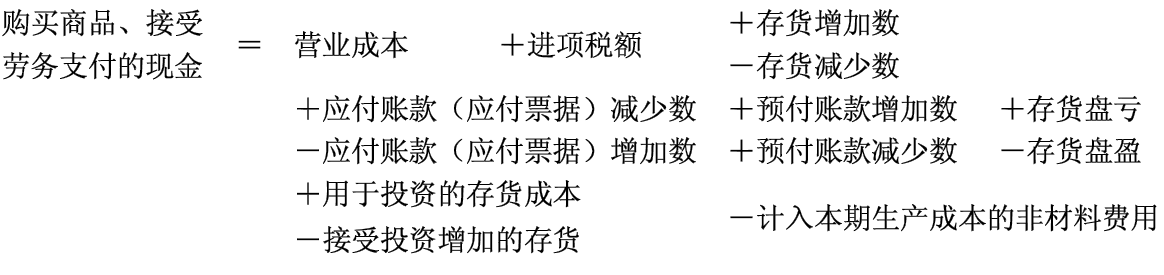 购买商品、接受
劳务支付的现金
＝ 营业成本 ＋进项税额
＋存货增加数
－存货减少数
＋应付账款（应付票据）减少数 ＋预付账款增加数 ＋存货盘亏
－应付账款（应付票据）增加数 ＋预付账款减少数 －存货盘盈
＋用于投资的存货成本
－接受投资增加的存货
－计入本期生产成本的非材料费用